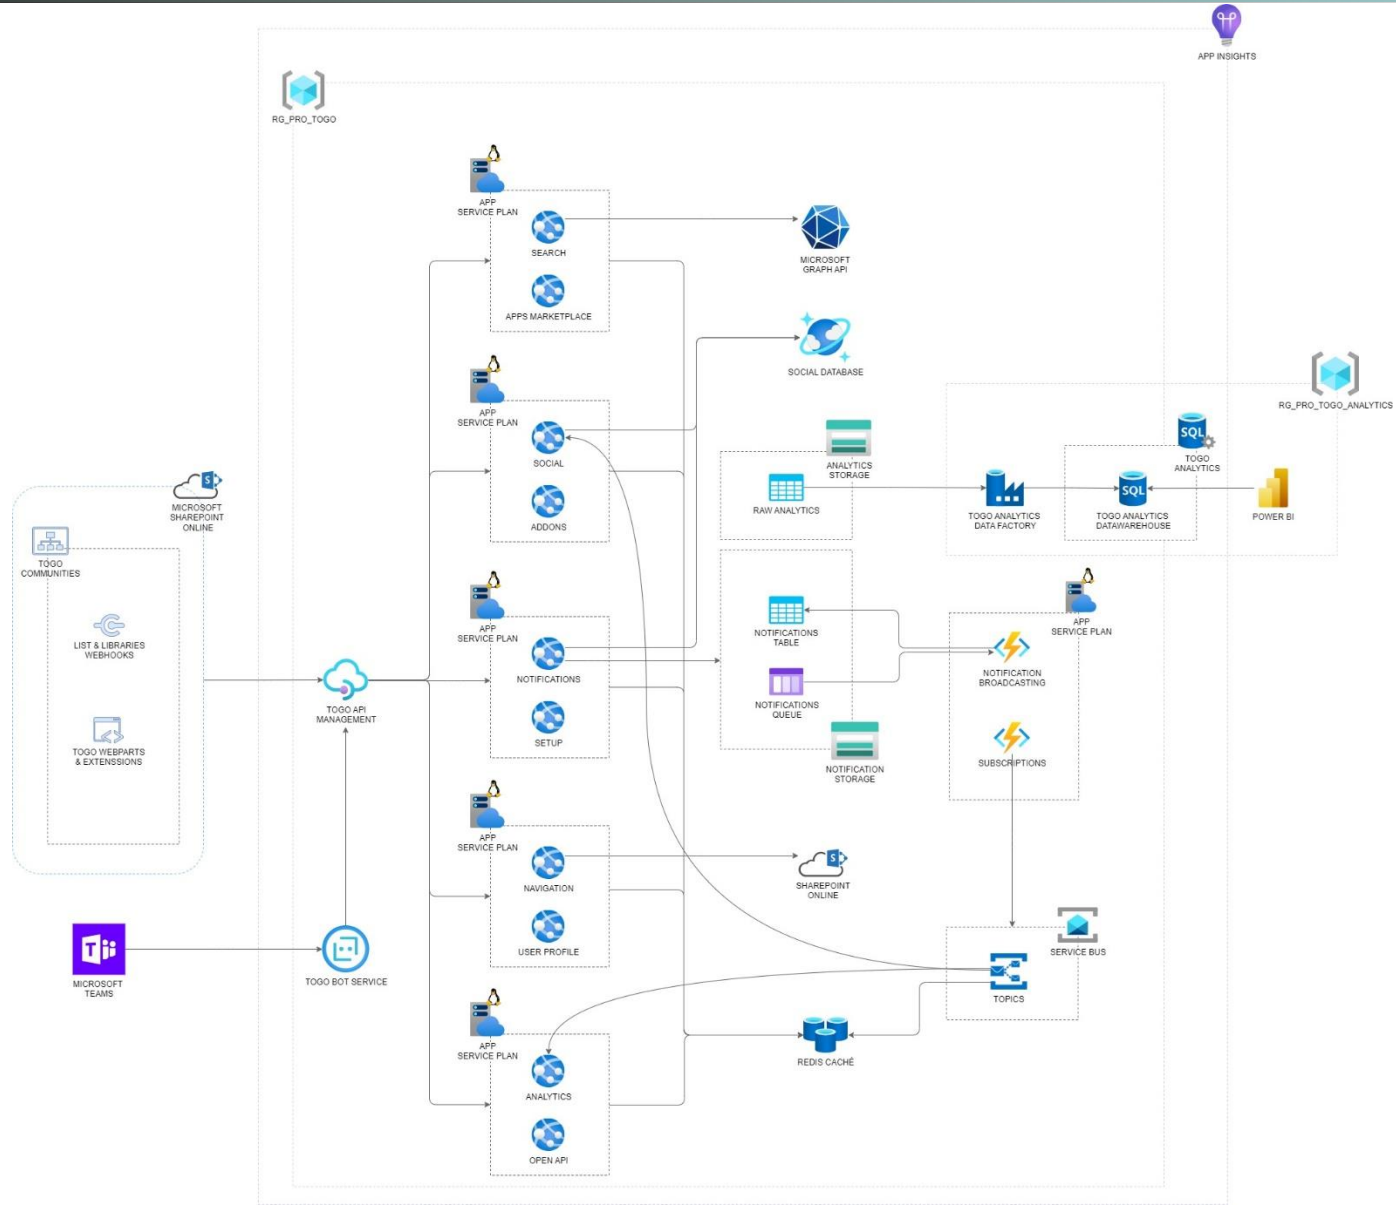 APP INSIGHTS
RG_PRO_TOGO
APP
SERVICE PLAN
SEARCH
APPS MARKETPLACE
MICROSOFT
GRAPH API
SOCIAL DATABASE
APP
SERVICE PLAN
SOCIAL
ADDONS
ANALYTICS
STORAGE
RAW ANALYTICS
TOGO ANALYTICS
DATA FACTORY
SQL
TOGO
ANALYTICS
SQL
TOGO ANALYTICS
DATAWAREHOUSE
POWER BI
RG_PRO_TOGO_ANALYTICS
S
MICROSOFT
SHAREPOINT
ONLINE
TOGO
COMMUNITIES
LIST & LIBRARIES
WEBHOOKS
TOGO WEBPARTS
& EXTENSSIONS
TOGO API
MANAGEMENT
APP
SERVICE PLAN
NOTIFICATIONS
SETUP
NOTIFICATIONS
TABLE
NOTIFICATIONS
QUEUE
NOTIFICATION
STORAGE
APP
SERVICE PLAN
NOTIFICATION
BROADCASTING
SUBSCRIPTIONS
APP
SERVICE PLAN
NAVIGATION
USER PROFILE
S
SHAREPOINT
ONLINE
SERVICE BUS
TOPICS
T
MICROSOFT
TEAMS
TOGO BOT SERVICE
APP
SERVICE PLAN
ANALYTICS
OPEN API
REDIS CACHÉ